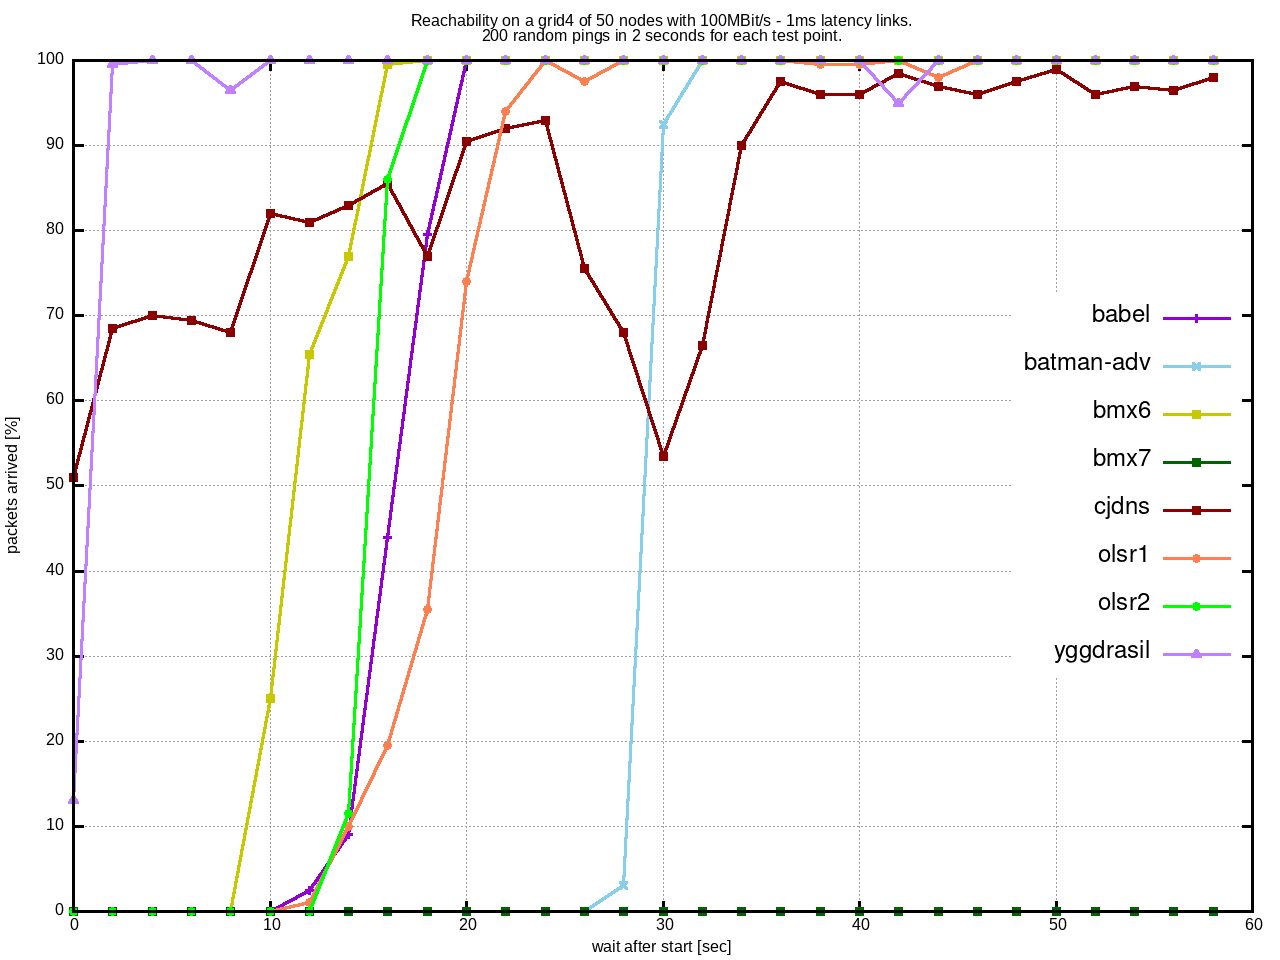 Reachability on a grid4 of 50 nodes with 100MBit/s - 1ms latency links.
200 random pings in 2 seconds for each test point.
100
90
80
70
60
50
40
30
20
10
0
packets arrived [%]
babel
batman-adv
bmx6
bmx7
cjdns
olsr1
olsr2
yggdrasil
0 10 20 30 40 50 60
wait after start [sec]